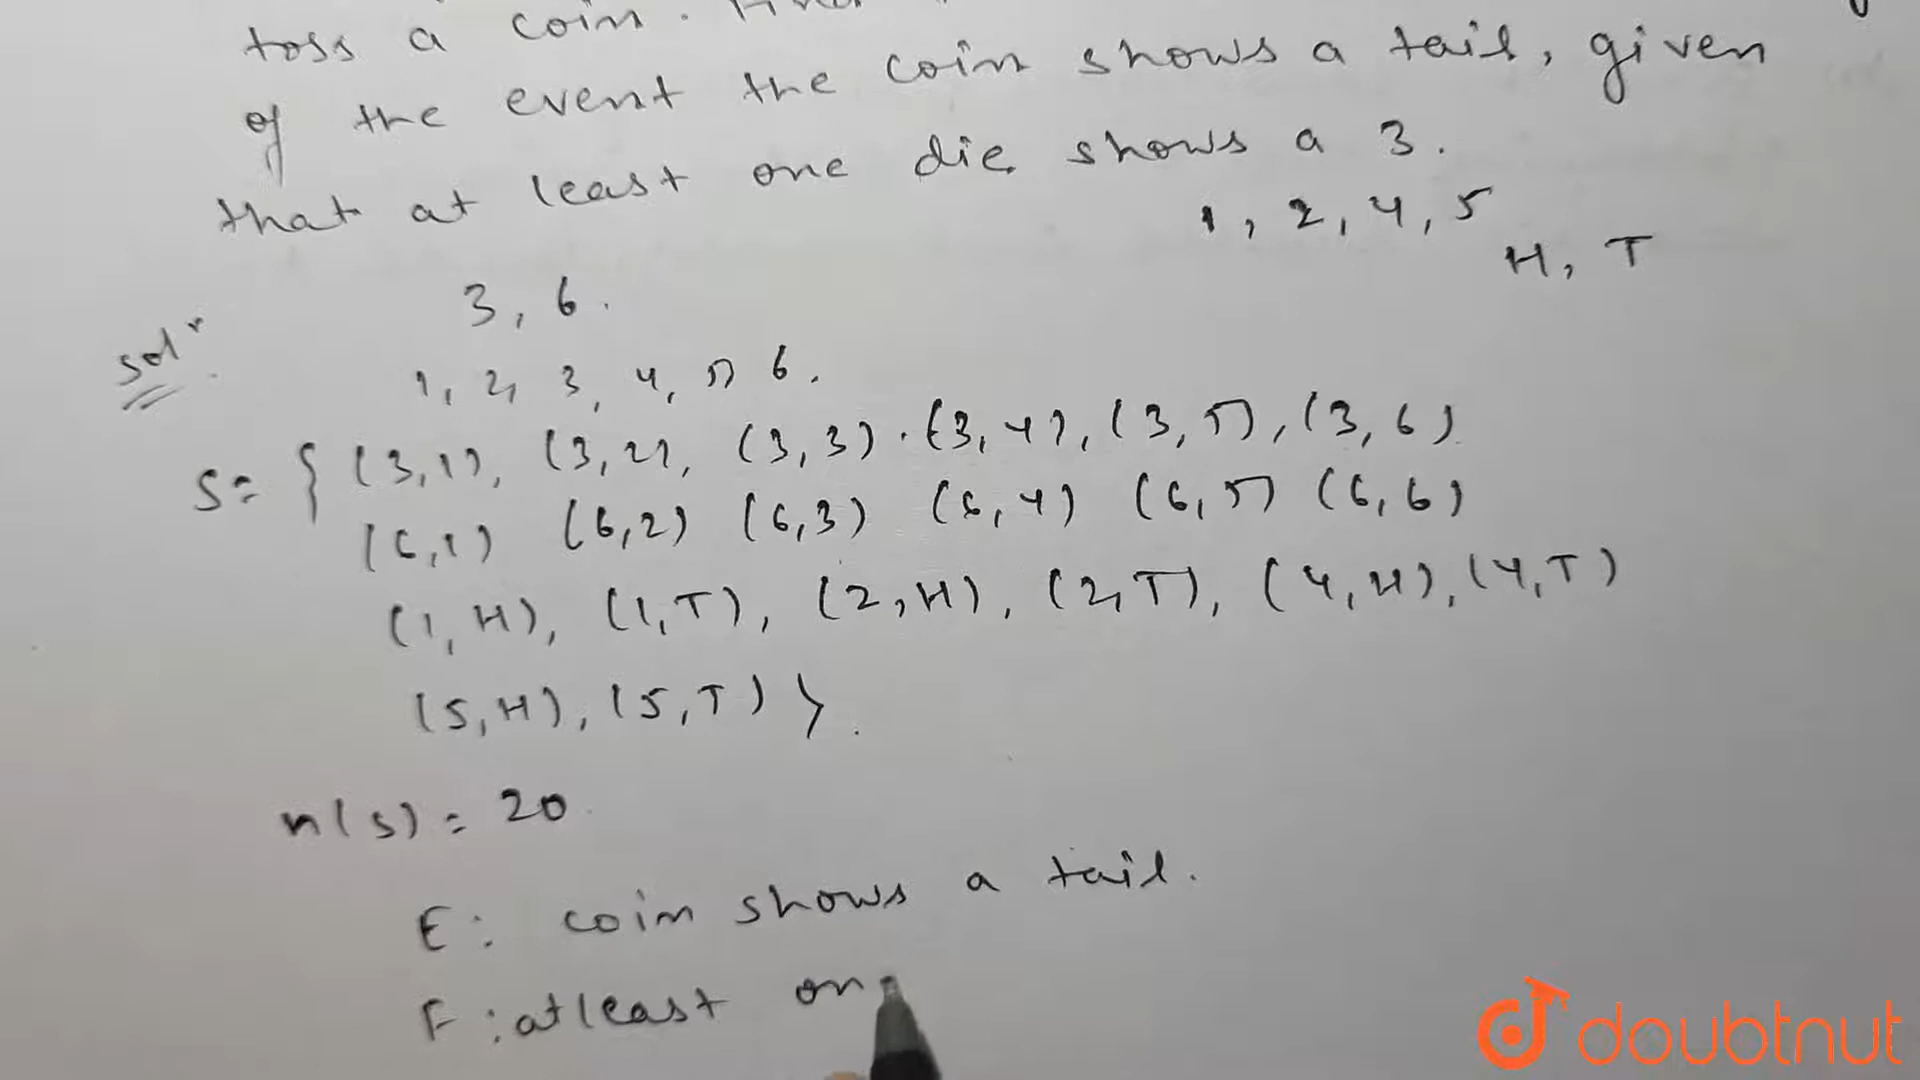 toss a coin.
of the event the coin shows a tail, given
that at least one die shows a 3.
1, 2, 4, 5
H, T
3, 6.
Solⁿ
1, 2, 3, 4, 5, 6.
S= { (3,1), (3,2), (3,3). (3,4), (3,5), (3,6)
(6,1) (6,2) (6,3) (6,4) (6,5) (6,6)
(1,H), (1,T), (2,H), (2,T), (4,H), (4,T)
(5,H), (5,T) }.
n(s) = 20
E: coin shows a tail.
F: atleast on
doubtnut